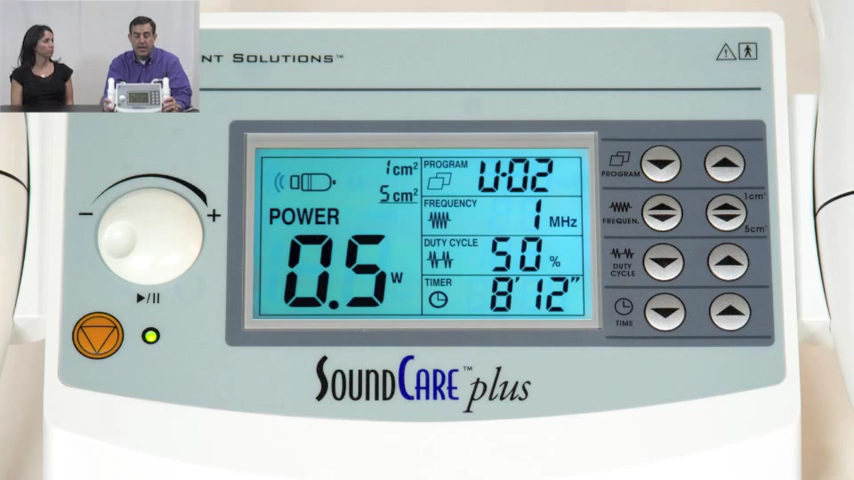 NT SOLUTIONS™
1cm²
5cm²
POWER
0.5 W
PROGRAM
U-02
FREQUENCY
1 MHz
DUTY CYCLE
50 %
TIMER
8'12"
− +
▶/II
PROGRAM
FREQUEN.
1cm²
5cm²
DUTY CYCLE
TIME
SOUNDCARE™ plus